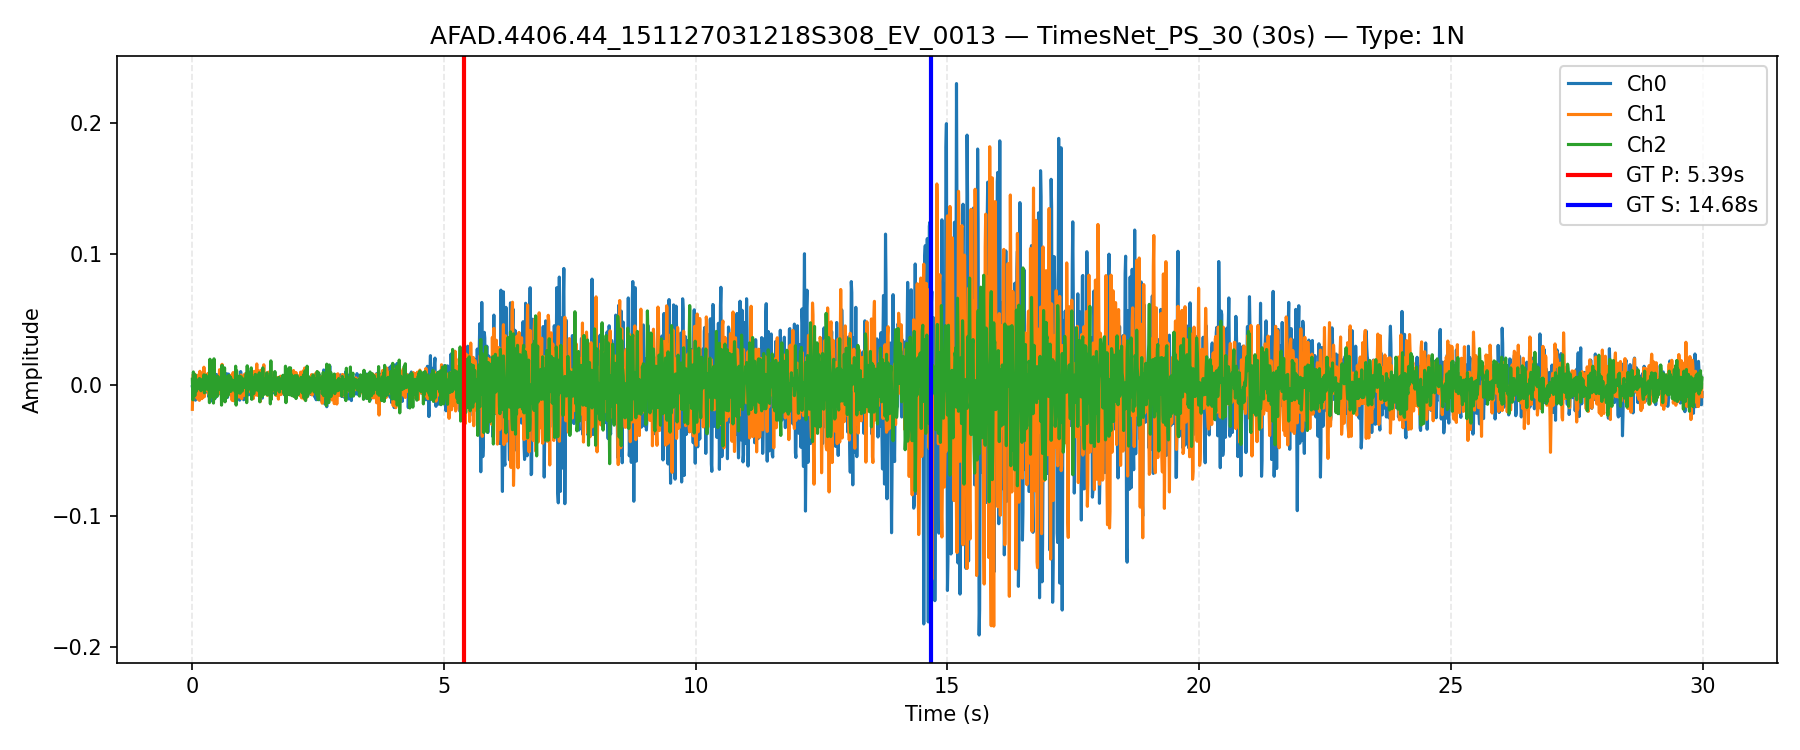 AFAD.4406.44_151127031218S308_EV_0013 — TimesNet_PS_30 (30s) — Type: 1N
Ch0
Ch1
Ch2
GT P: 5.39s
GT S: 14.68s
Amplitude
0.2
0.1
0.0
−0.1
−0.2
0
5
10
15
20
25
30
Time (s)